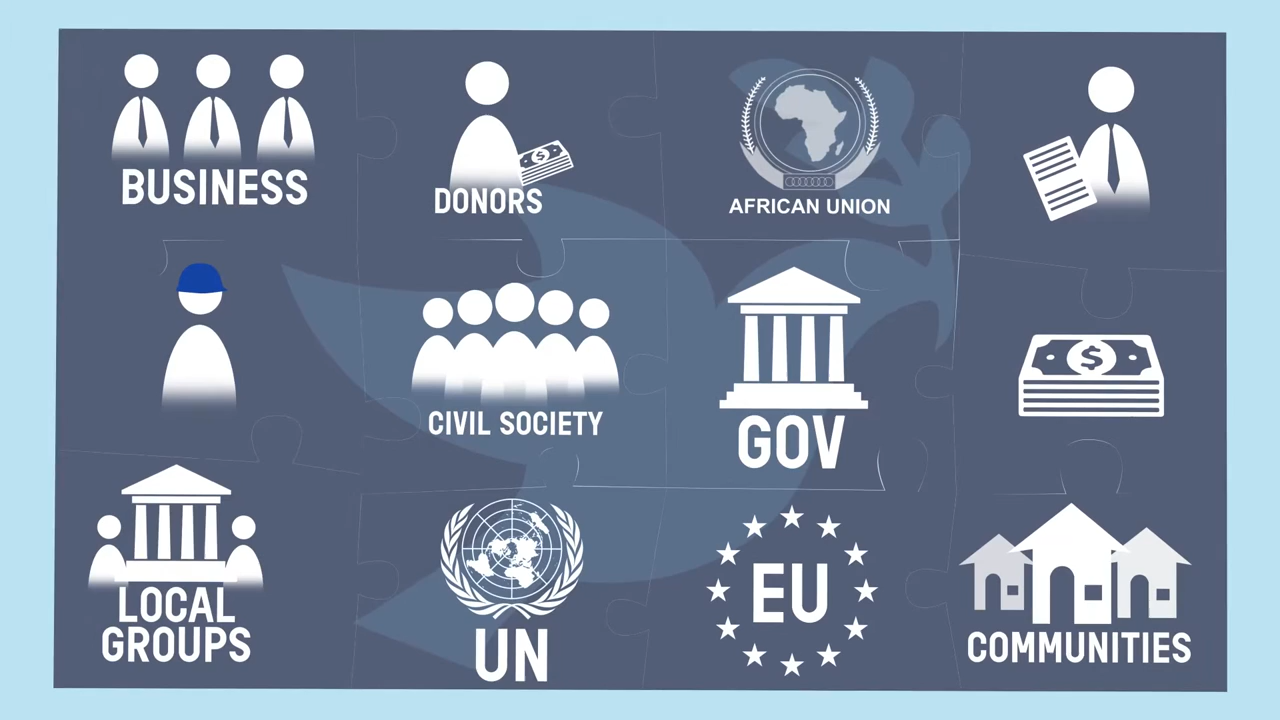 BUSINESS
DONORS
AFRICAN UNION
CIVIL SOCIETY
GOV
LOCAL
GROUPS
UN
EU
COMMUNITIES